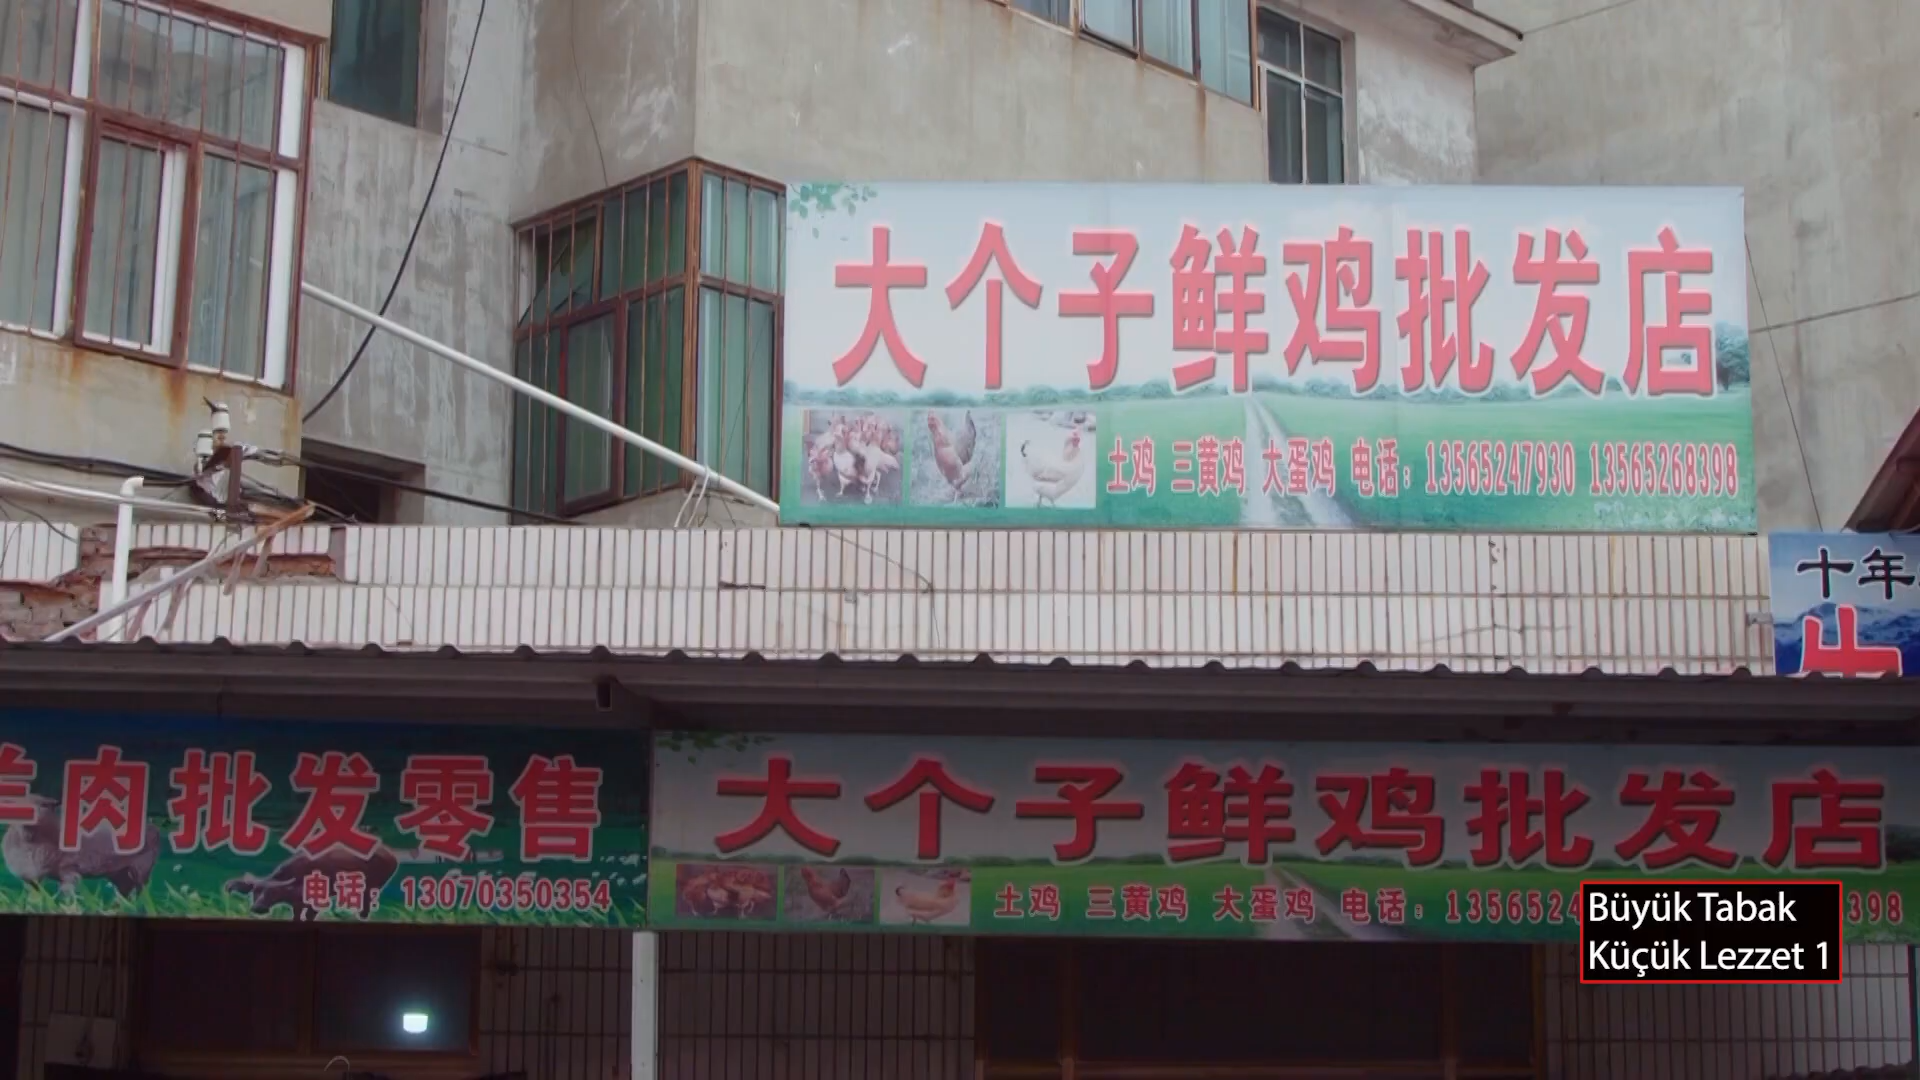 大个子鲜鸡批发店
土鸡 三黄鸡 大蛋鸡 电话：13565247930 13565268398
十年
羊肉批发零售
电话：13070350354
大个子鲜鸡批发店
土鸡 三黄鸡 大蛋鸡 电话：1356524
398
Büyük Tabak
Küçük Lezzet 1